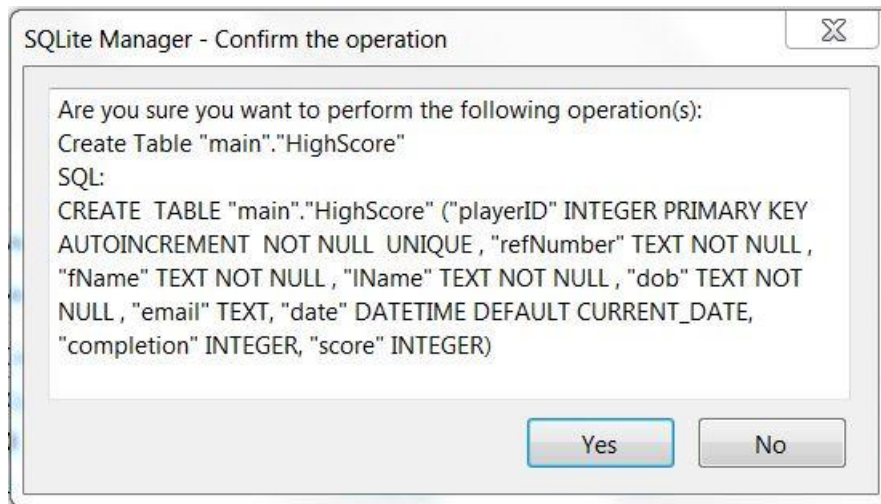 SQLite Manager - Confirm the operation
Are you sure you want to perform the following operation(s):
Create Table "main"."HighScore"
SQL:
CREATE  TABLE "main"."HighScore" ("playerID" INTEGER PRIMARY KEY
AUTOINCREMENT  NOT NULL  UNIQUE , "refNumber" TEXT NOT NULL ,
"fName" TEXT NOT NULL , "lName" TEXT NOT NULL , "dob" TEXT NOT
NULL , "email" TEXT, "date" DATETIME DEFAULT CURRENT_DATE,
"completion" INTEGER, "score" INTEGER)
Yes
No